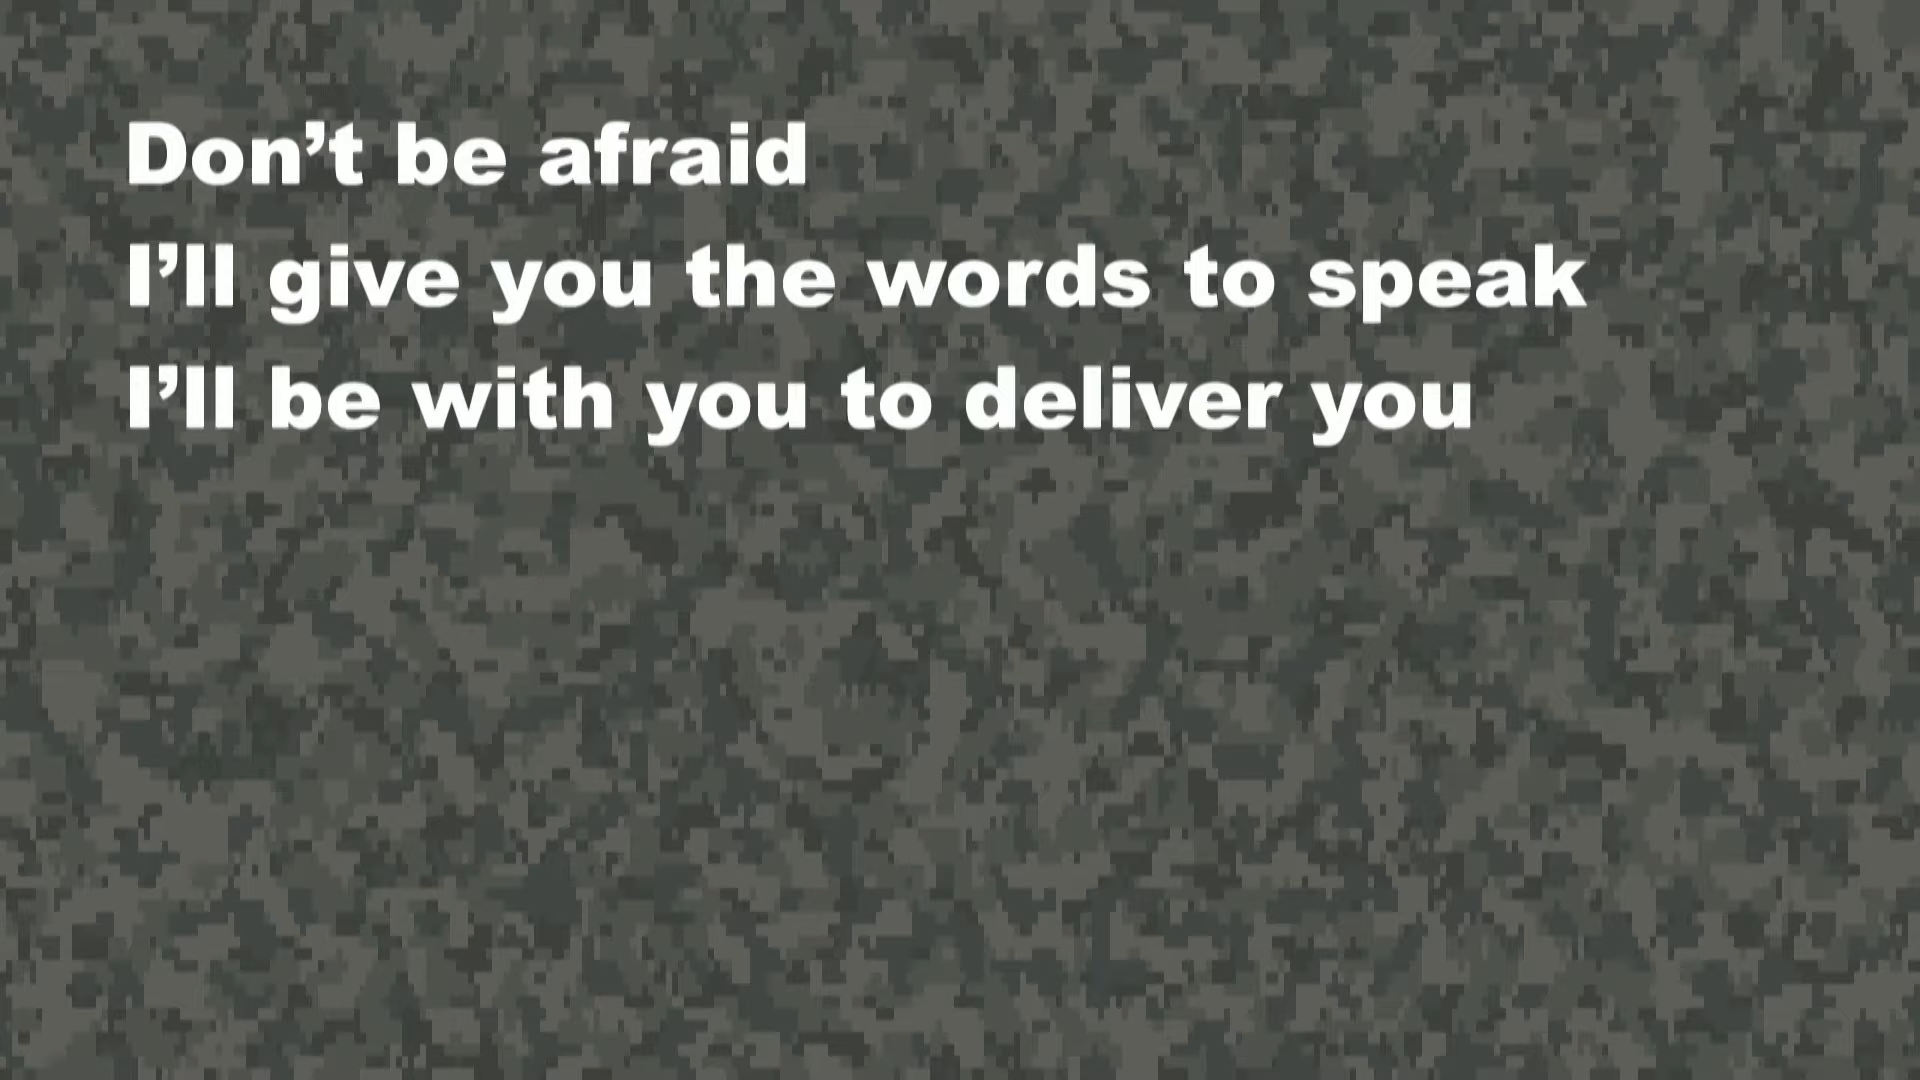 Don’t be afraid
I’ll give you the words to speak
I’ll be with you to deliver you